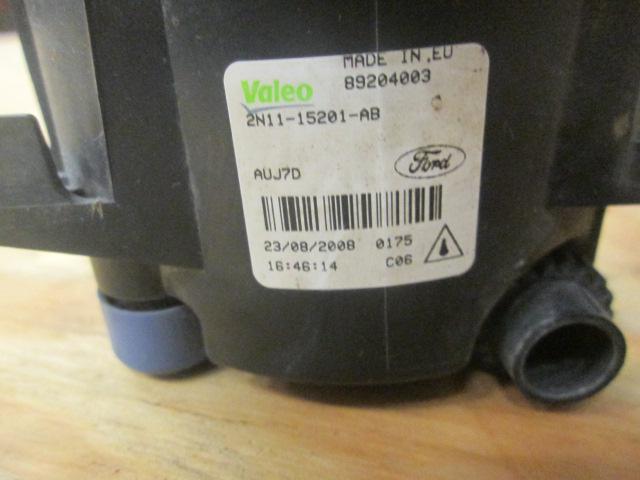 MADE IN EU
Valeo 89204003
2N11-15201-AB
AUJ7D Ford
23/08/2008 0175
16:46:14 C06